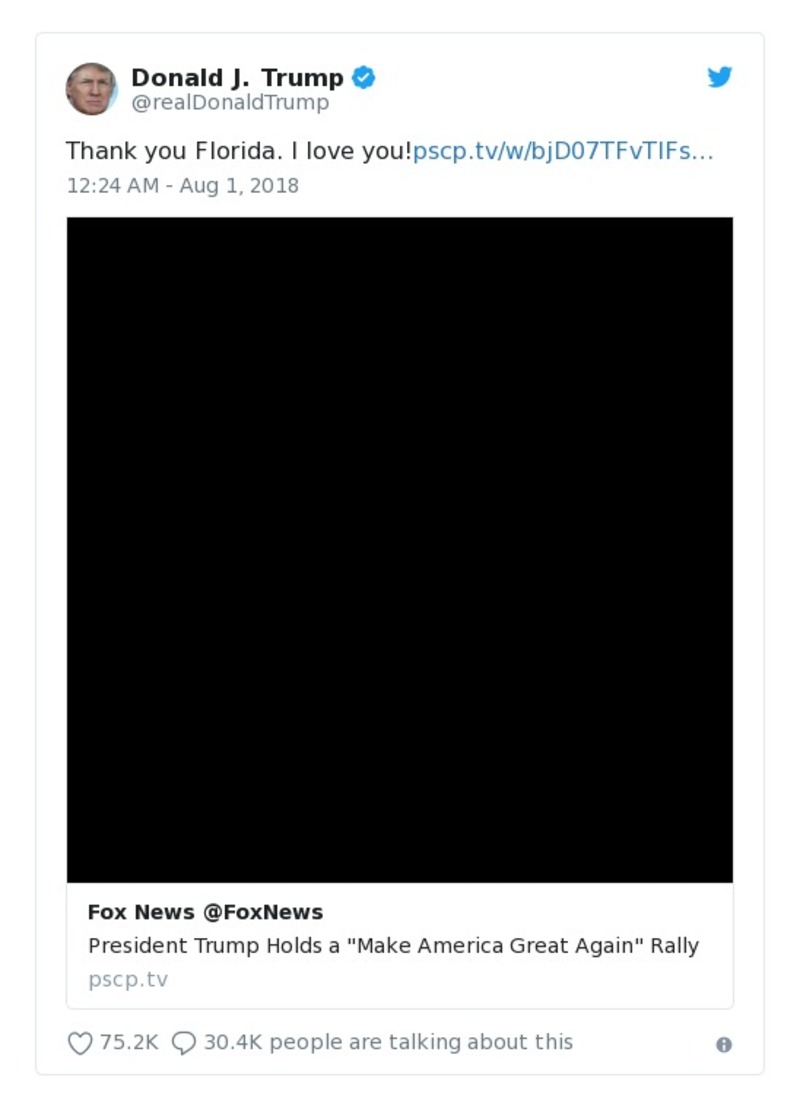 Donald J. Trump
@realDonaldTrump
Thank you Florida. I love you!pscp.tv/w/bjD07TFvTlFs…
12:24 AM - Aug 1, 2018
Fox News @FoxNews
President Trump Holds a "Make America Great Again" Rally
pscp.tv
75.2K 30.4K people are talking about this